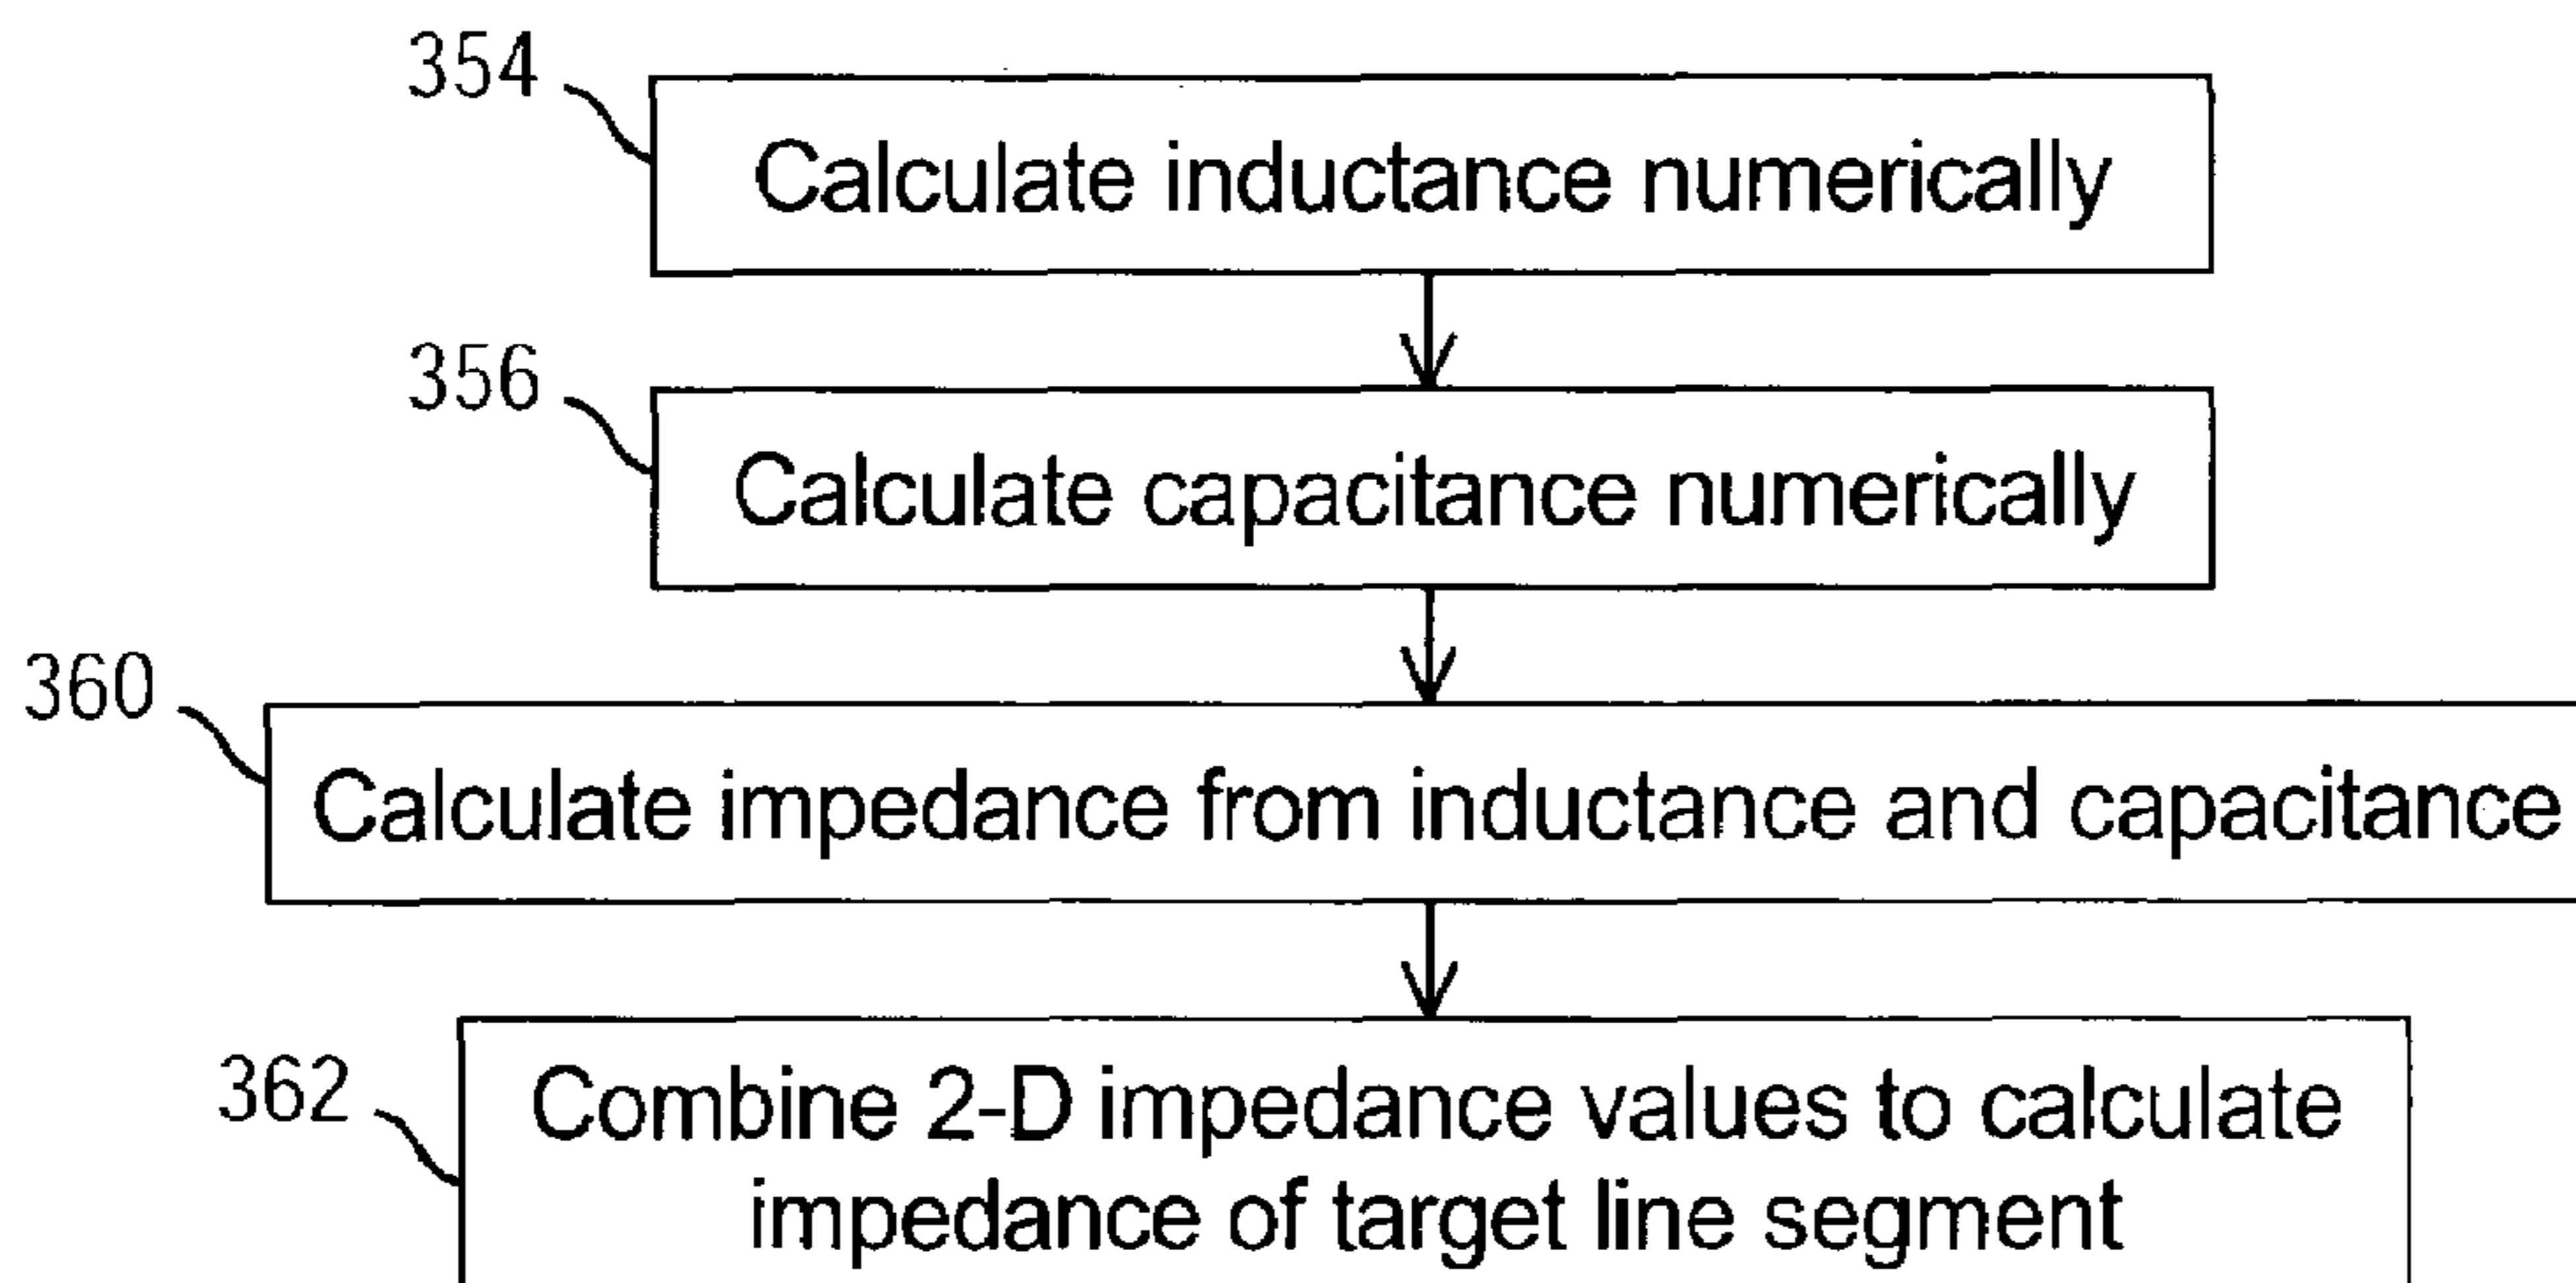 354
Calculate inductance numerically
356
Calculate capacitance numerically
360
Calculate impedance from inductance and capacitance
362
Combine 2-D impedance values to calculate
impedance of target line segment